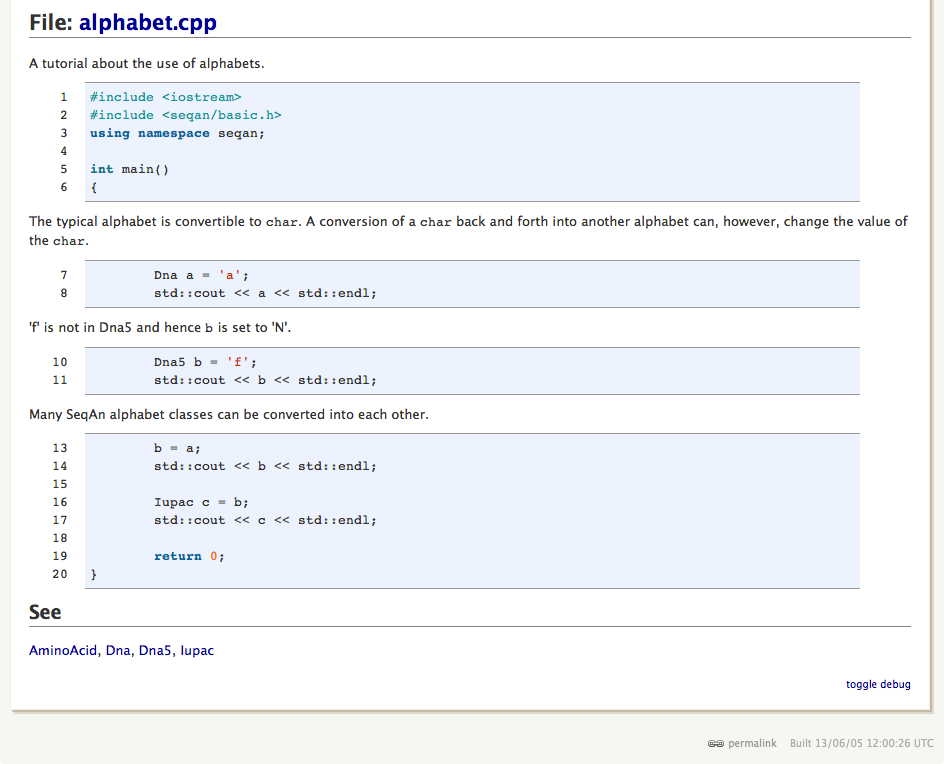 File: alphabet.cpp
A tutorial about the use of alphabets.
1 #include <iostream>
2 #include <seqan/basic.h>
3 using namespace seqan;
4
5 int main()
6 {
The typical alphabet is convertible to char. A conversion of a char back and forth into another alphabet can, however, change the value of
the char.
7 Dna a = 'a';
8 std::cout << a << std::endl;
'f' is not in Dna5 and hence b is set to 'N'.
10 Dna5 b = 'f';
11 std::cout << b << std::endl;
Many SeqAn alphabet classes can be converted into each other.
13 b = a;
14 std::cout << b << std::endl;
15
16 Iupac c = b;
17 std::cout << c << std::endl;
18
19 return 0;
20 }
See
AminoAcid, Dna, Dna5, Iupac
toggle debug
permalink Built 13/06/05 12:00:26 UTC